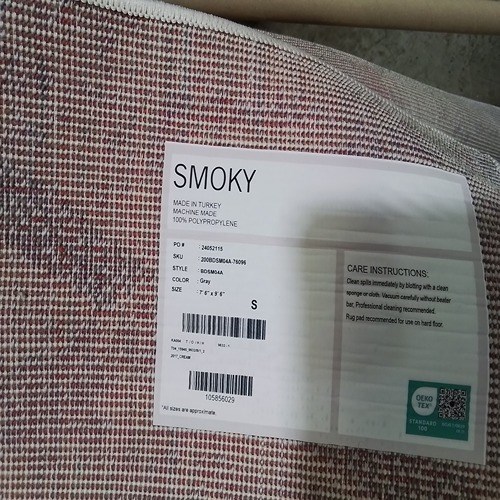 SMOKY
MADE IN TURKEY
MACHINE MADE
100% POLYPROPYLENE
PO # : 24052115
SKU : 200BDSM04A-76096
STYLE : BDSM04A
COLOR : Gray
SIZE : 7' 6" x 9' 6"
S
105856029
*All sizes are approximate.
CARE INSTRUCTIONS:
Clean spills immediately by blotting with a clean
sponge or cloth. Vacuum carefully without beater
bar. Professional cleaning recommended.
Rug pad recommended for use on hard floor.
OEKO
TEX®
STANDARD
100